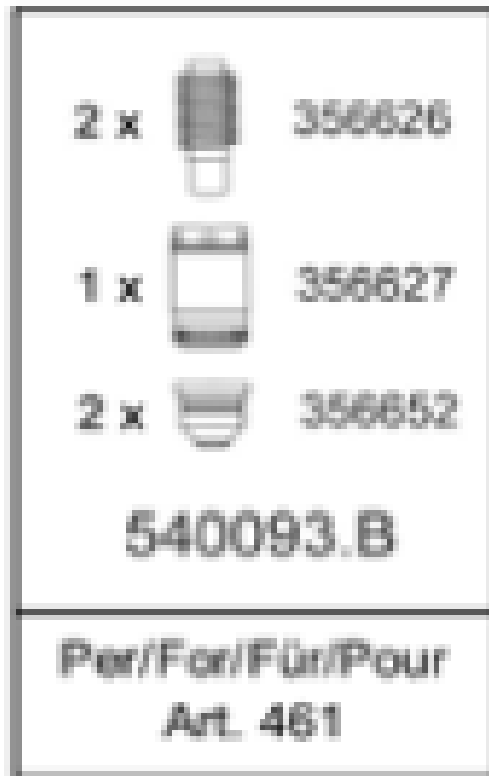 2 x 356626
1 x 356627
2 x 356652
540093.B
Per/For/Für/Pour
Art. 461